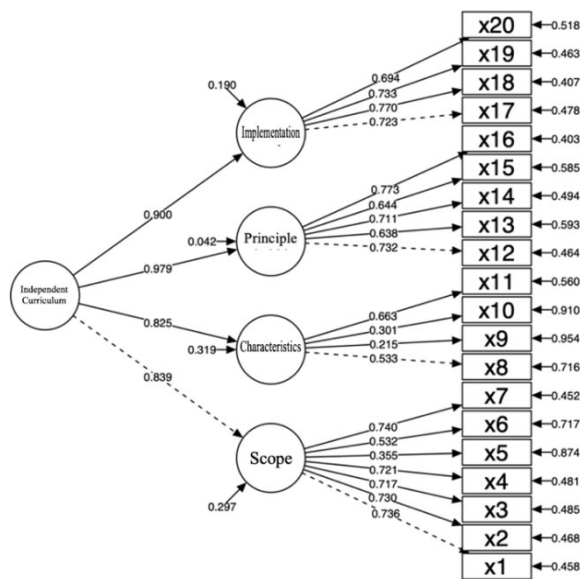 x20
0.518
x19
0.463
0.694
x18
0.407
0.733
0.190
0.770
x17
0.478
0.723
Implementation
x16
0.403
x15
0.585
0.773
x14
0.494
0.644
0.900
0.711
x13
0.593
0.638
0.042
Principle
0.732
x12
0.464
0.979
x11
0.560
Independent
Curriculum
0.663
x10
0.910
0.825
0.301
x9
0.954
0.319
Characteristics
0.215
0.533
x8
0.716
0.839
x7
0.452
0.740
x6
0.717
0.532
x5
0.874
0.355
Scope
0.721
x4
0.481
0.717
x3
0.485
0.297
0.730
0.736
x2
0.468
x1
0.458